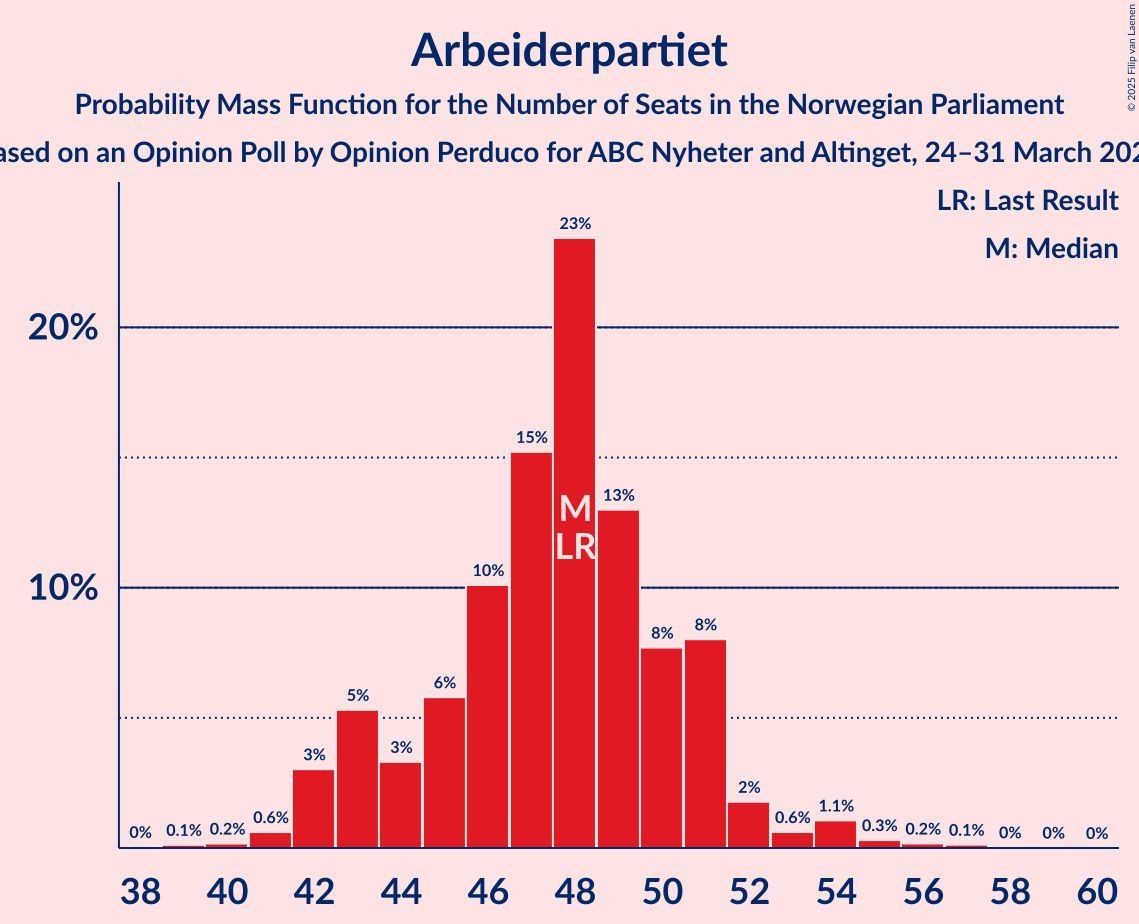 Arbeiderpartiet
Probability Mass Function for the Number of Seats in the Norwegian Parliament
ased on an Opinion Poll by Opinion Perduco for ABC Nyheter and Altinget, 24–31 March 202
© 2025 Filip van Laenen
LR: Last Result
M: Median
23%
20%
15%
M
13%
LR
10%
10%
8%
8%
6%
5%
3%
3%
2%
1.1%
0.6%
0.6%
0%
0.1%
0.2%
0.3%
0.2%
0.1%
0%
0%
0%
38 40 42 44 46 48 50 52 54 56 58 60